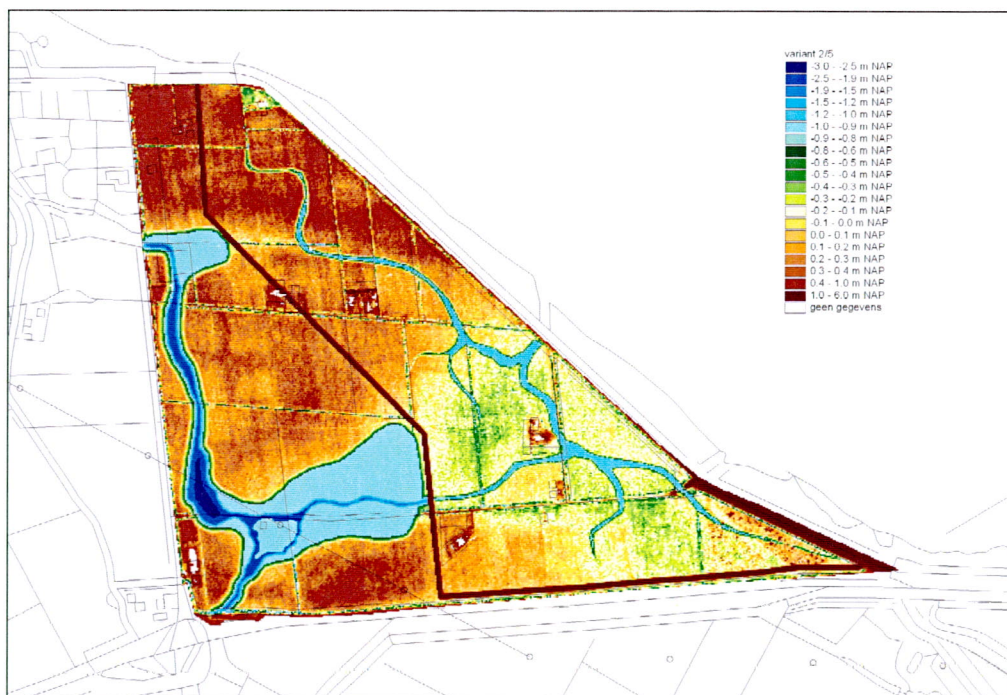 variant 2/5
-3.0 - -2.5 m NAP
-2.5 - -1.9 m NAP
-1.9 - -1.5 m NAP
-1.5 - -1.2 m NAP
-1.2 - -1.0 m NAP
-1.0 - -0.9 m NAP
-0.9 - -0.8 m NAP
-0.8 - -0.6 m NAP
-0.6 - -0.5 m NAP
-0.5 - -0.4 m NAP
-0.4 - -0.3 m NAP
-0.3 - -0.2 m NAP
-0.2 - -0.1 m NAP
-0.1 - 0.0 m NAP
0.0 - 0.1 m NAP
0.1 - 0.2 m NAP
0.2 - 0.3 m NAP
0.3 - 0.4 m NAP
0.4 - 1.0 m NAP
1.0 - 6.0 m NAP
geen gegevens